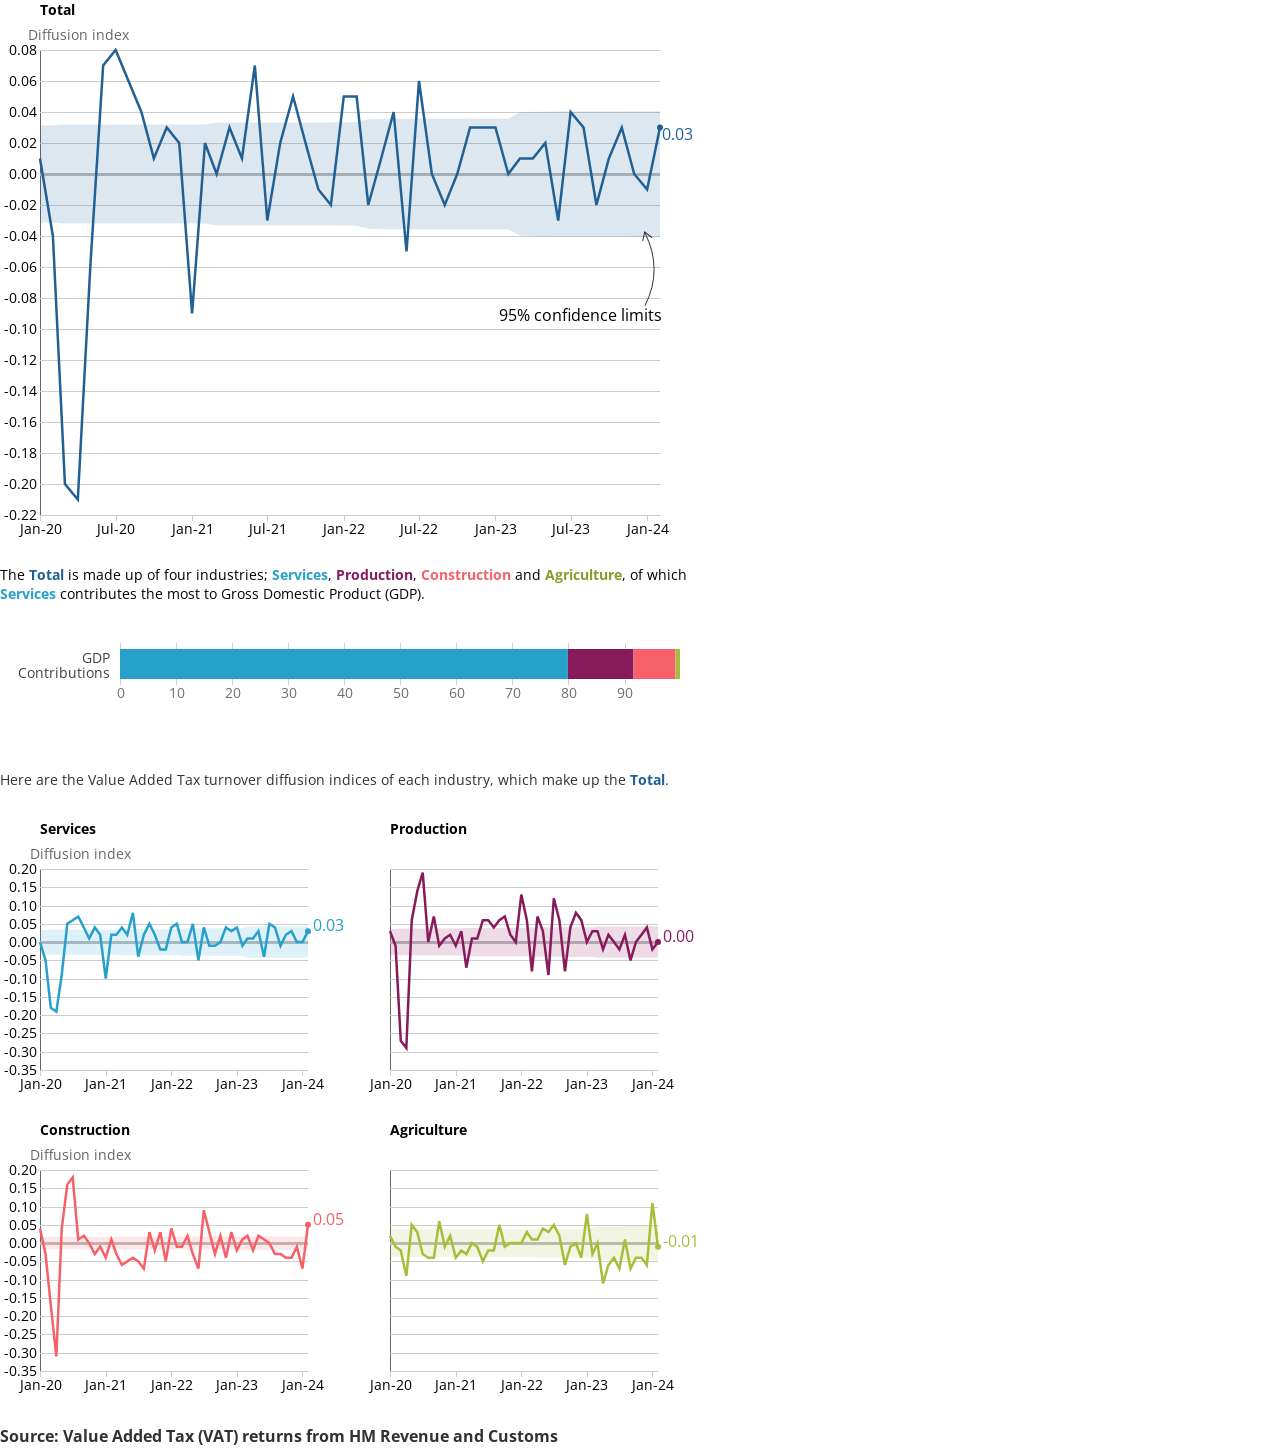 Total
Diffusion index
0.08
0.06
0.04
0.02
0.00
-0.02
-0.04
-0.06
-0.08
-0.10
-0.12
-0.14
-0.16
-0.18
-0.20
-0.22
0.03
95% confidence limits
Jan-20 Jul-20 Jan-21 Jul-21 Jan-22 Jul-22 Jan-23 Jul-23 Jan-24
The Total is made up of four industries; Services, Production, Construction and Agriculture, of which
Services contributes the most to Gross Domestic Product (GDP).
GDP
Contributions
0 10 20 30 40 50 60 70 80 90
Here are the Value Added Tax turnover diffusion indices of each industry, which make up the Total.
Services
Diffusion index
0.20
0.15
0.10
0.05
0.00
-0.05
-0.10
-0.15
-0.20
-0.25
-0.30
-0.35
0.03
Jan-20 Jan-21 Jan-22 Jan-23 Jan-24
Production
0.00
Jan-20 Jan-21 Jan-22 Jan-23 Jan-24
Construction
Diffusion index
0.20
0.15
0.10
0.05
0.00
-0.05
-0.10
-0.15
-0.20
-0.25
-0.30
-0.35
0.05
Jan-20 Jan-21 Jan-22 Jan-23 Jan-24
Agriculture
-0.01
Jan-20 Jan-21 Jan-22 Jan-23 Jan-24
Source: Value Added Tax (VAT) returns from HM Revenue and Customs